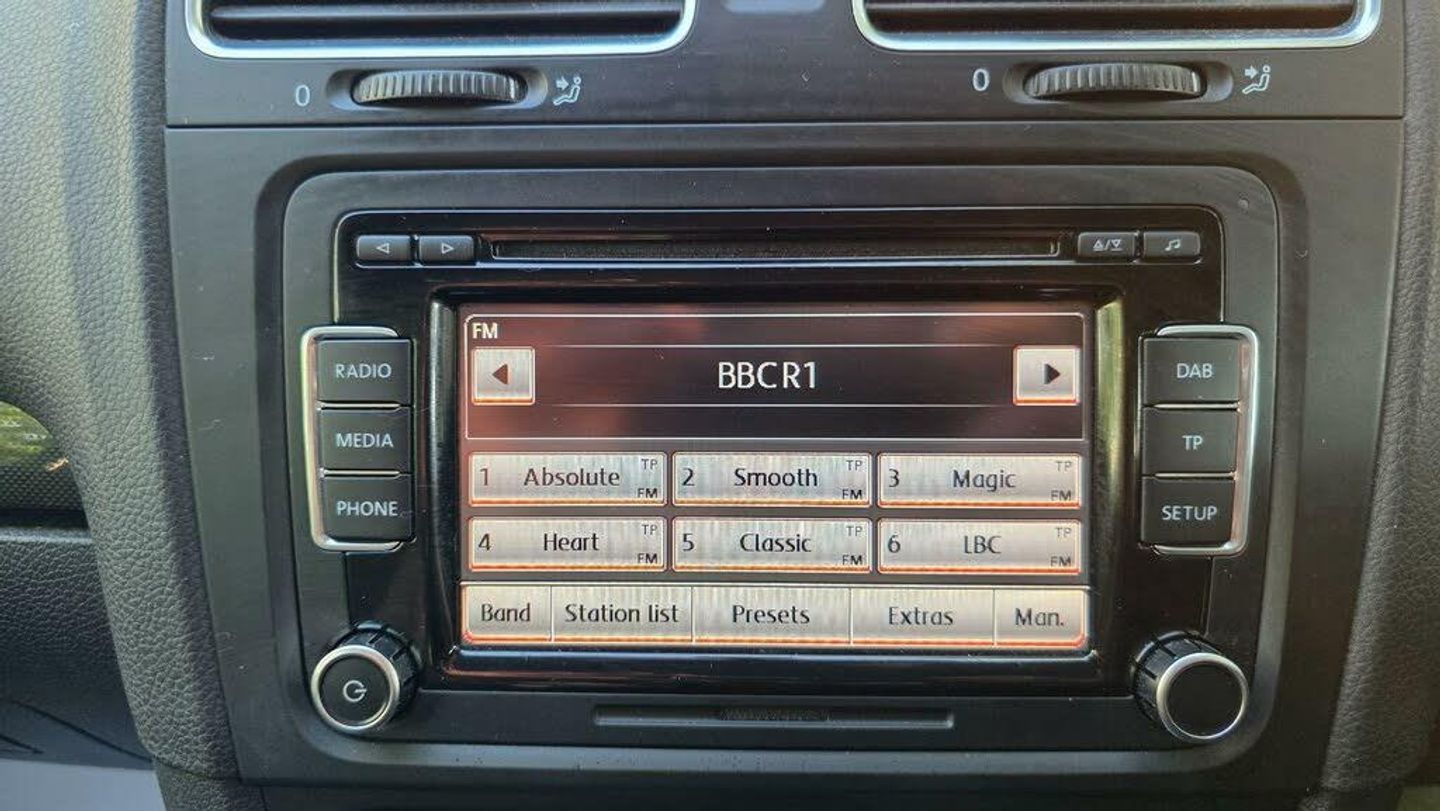 0
0
RADIO
MEDIA
PHONE
FM
BBC R1
1 Absolute TP FM
2 Smooth TP FM
3 Magic TP FM
4 Heart TP FM
5 Classic TP FM
6 LBC TP FM
Band
Station list
Presets
Extras
Man.
DAB
TP
SETUP